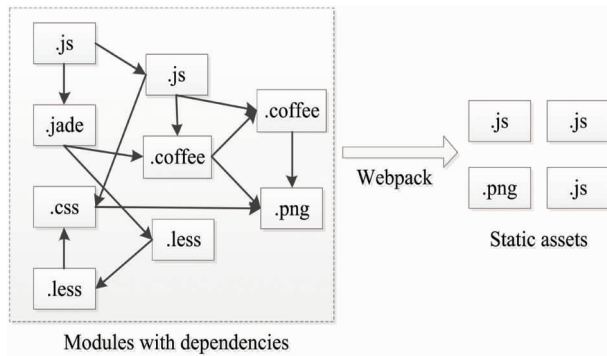 .js
.js
.jade
.coffee
.coffee
.css
.less
.png
.less
Modules with dependencies
Webpack
.js
.js
.png
.js
Static assets